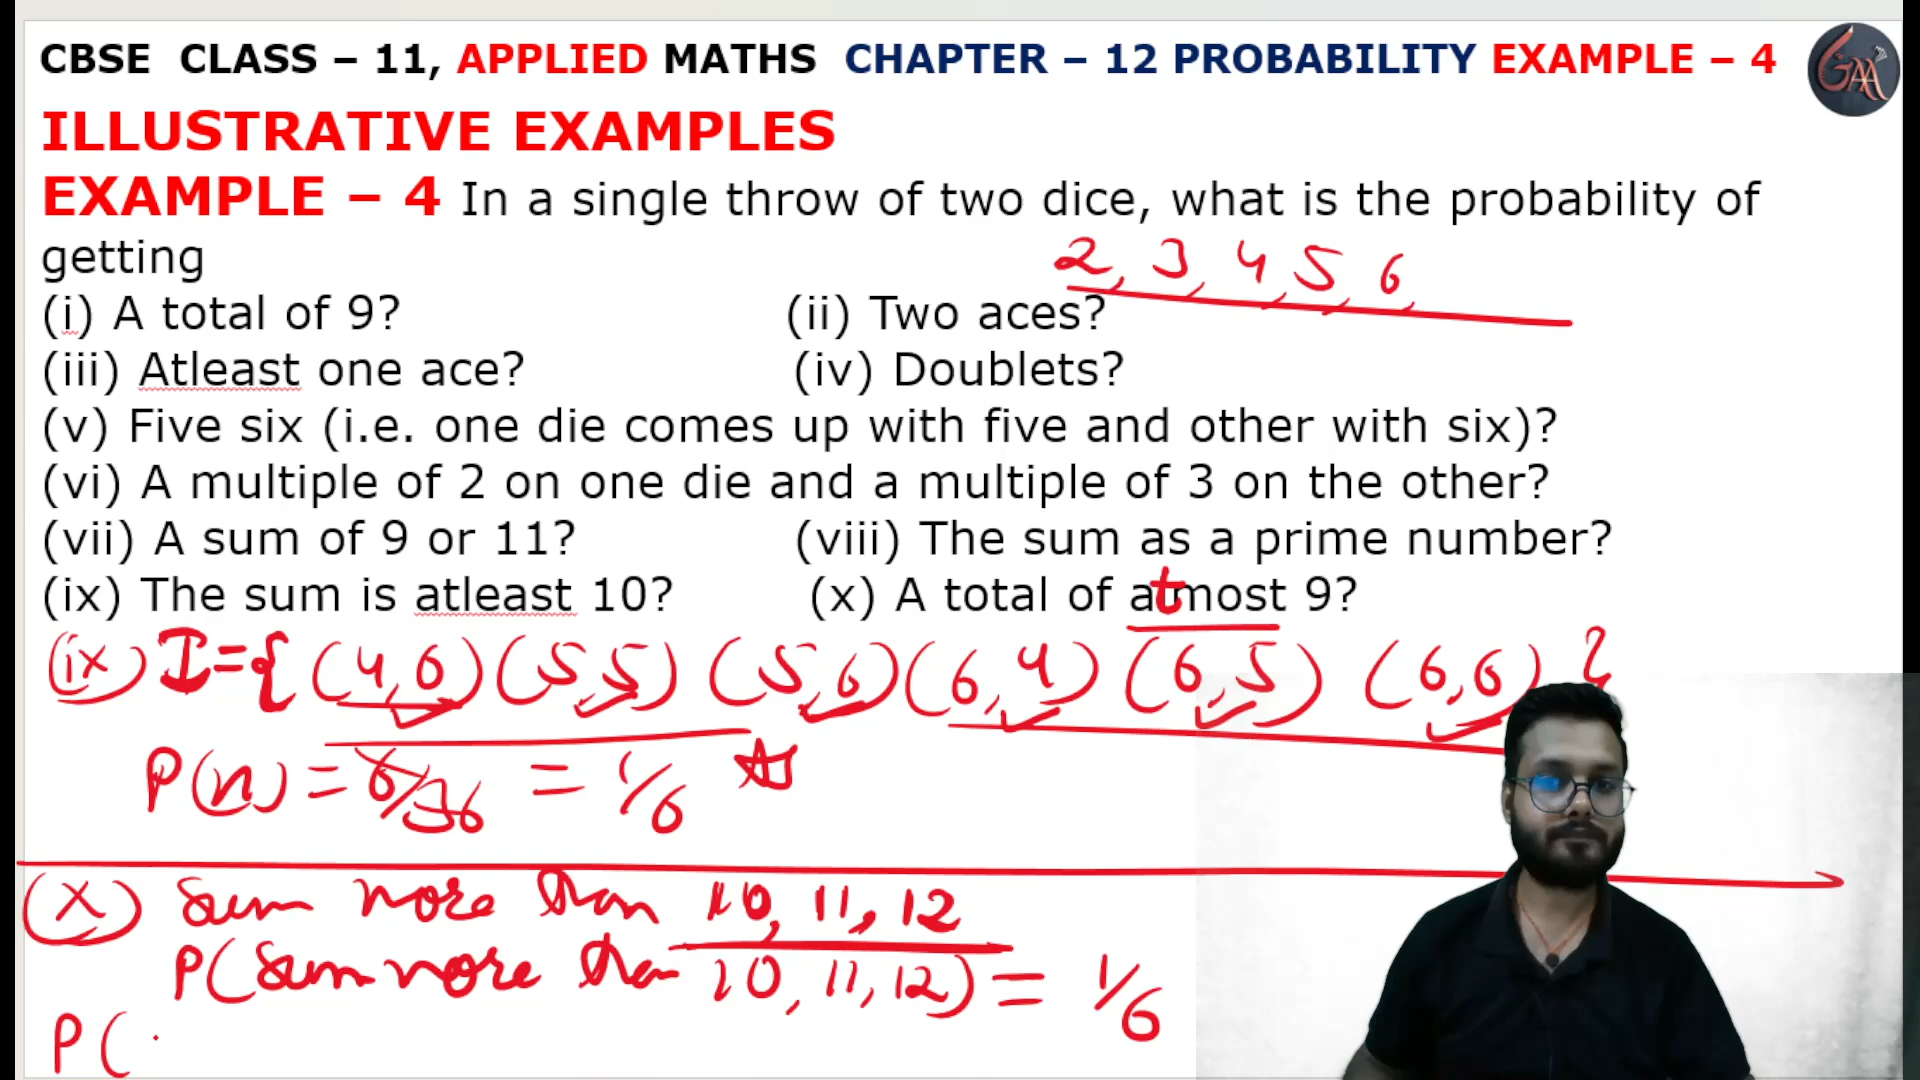 CBSE CLASS – 11, APPLIED MATHS CHAPTER – 12 PROBABILITY EXAMPLE – 4
GAA
ILLUSTRATIVE EXAMPLES
EXAMPLE – 4 In a single throw of two dice, what is the probability of
getting
2, 3, 4, 5, 6,
(i) A total of 9? (ii) Two aces?
(iii) Atleast one ace? (iv) Doublets?
(v) Five six (i.e. one die comes up with five and other with six)?
(vi) A multiple of 2 on one die and a multiple of 3 on the other?
(vii) A sum of 9 or 11? (viii) The sum as a prime number?
(ix) The sum is atleast 10? (x) A total of atmost 9?
(ix) I = { (4,6) (5,5) (5,6) (6,4) (6,5) (6,6) }
P(n) = 6/36 = 1/6
(x) Sum more than 10, 11, 12
P(Sum more than 10, 11, 12) = 1/6
P(